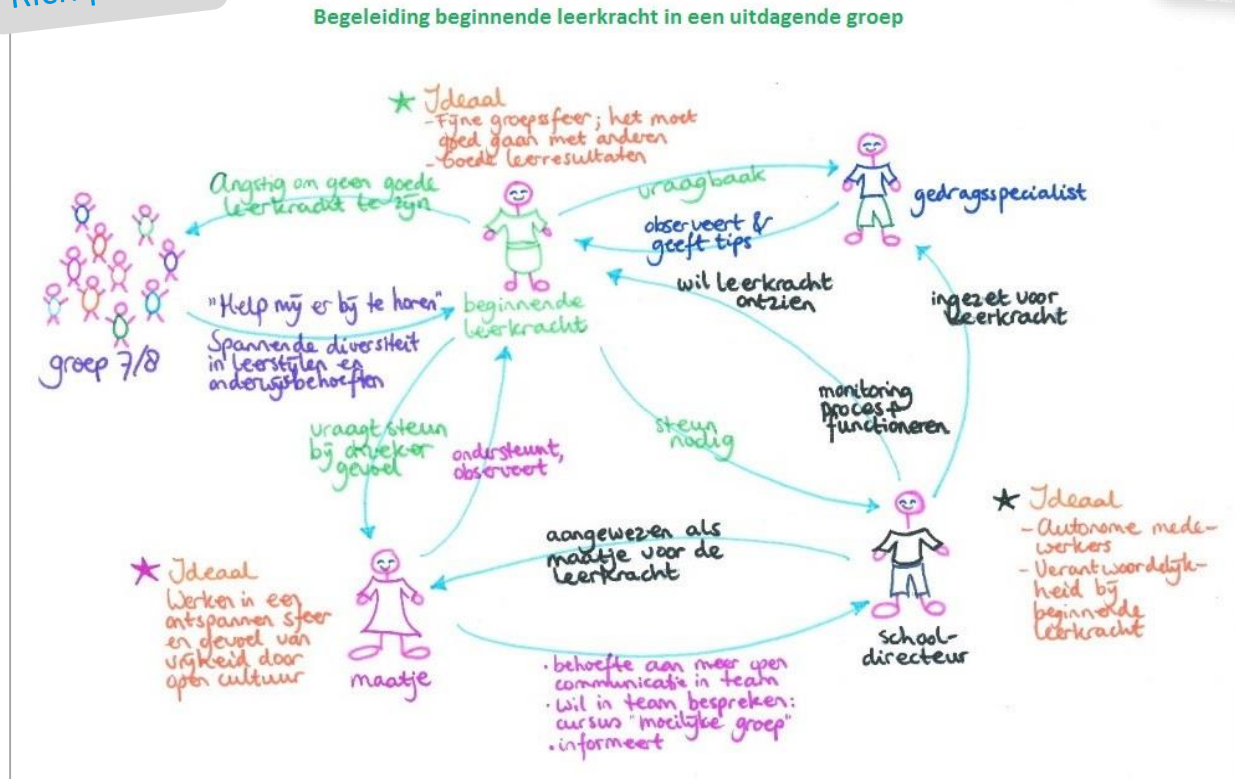 Begeleiding beginnende leerkracht in een uitdagende groep
Ideaal
- Fijne groepssfeer; het moet
goed gaan met anderen
- Goede leerresultaten
Angstig om geen goede
leerkracht te zijn
vraagbaak
gedragsspecialist
observeert &
geeft tips
wil leerkracht
ontzien
ingezet voor
leerkracht
"Help mij er bij te horen"
beginnende
leerkracht
groep 7/8
Spannende diversiteit
in leerstijlen en
onderwijsbehoeften
monitoring
proces +
functioneren
vraagt steun
bij onzeker
gevoel
ondersteunt,
observeert
steun
nodig
Ideaal
- Autonome mede-
werkers
- Verantwoordelijk-
heid bij
beginnende
leerkracht
aangewezen als
maatje voor de
leerkracht
Ideaal
Werken in een
ontspannen sfeer
en gevoel van
vrijheid door
open cultuur
maatje
school-
directeur
· behoefte aan meer open
communicatie in team
· wil in team bespreken:
cursus "moeilijke groep"
· informeert